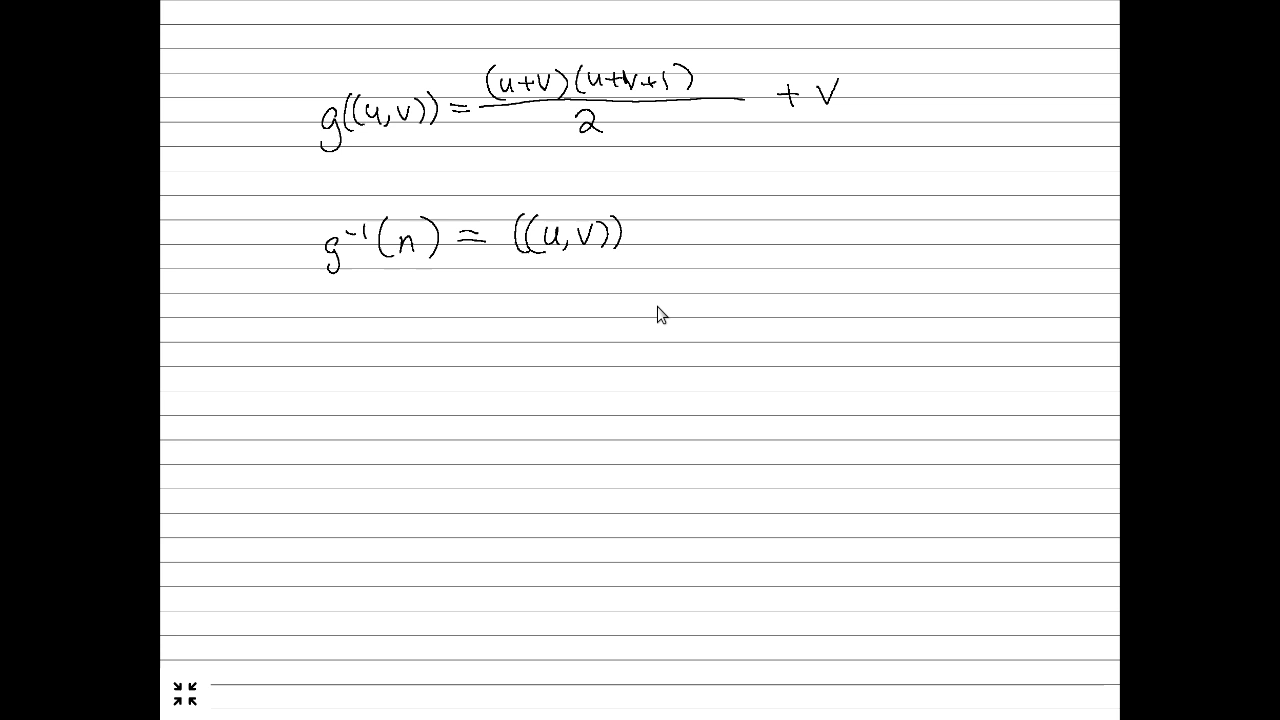 g((u,v)) = (u+v)(u+v+1)/2 + v
g⁻¹(n) = ((u,v))